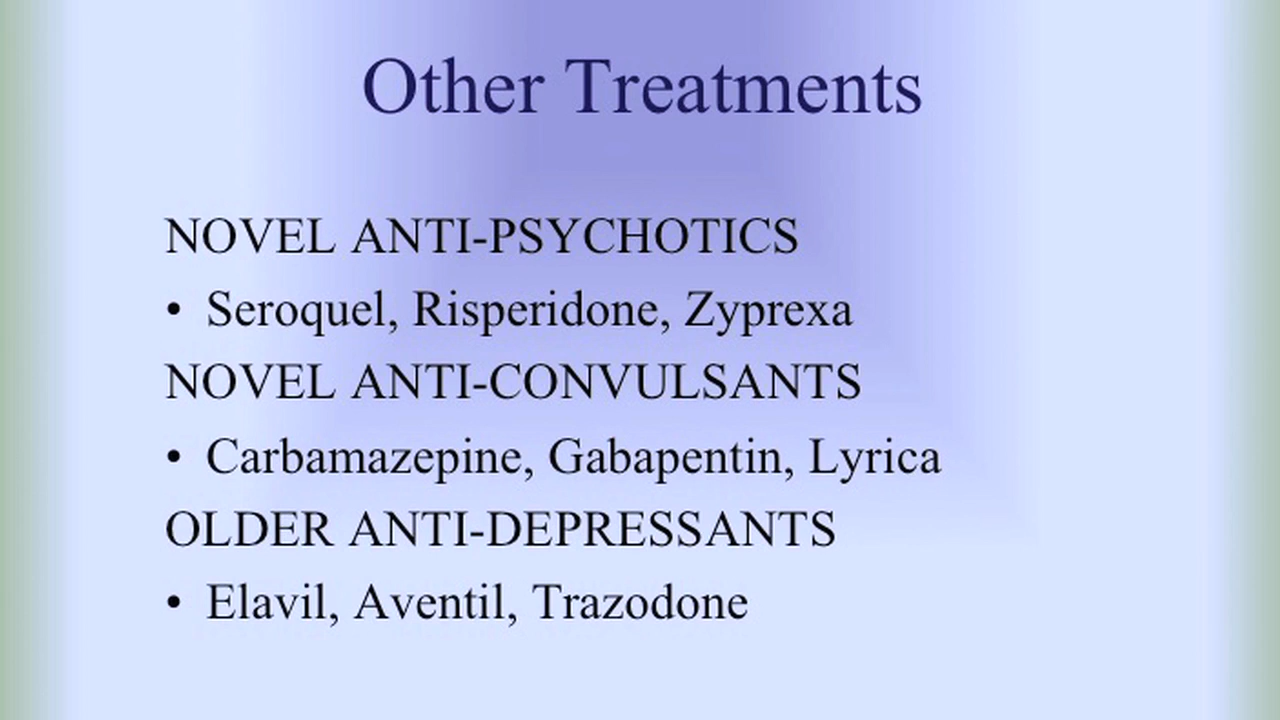 Other Treatments
NOVEL ANTI-PSYCHOTICS
• Seroquel, Risperidone, Zyprexa
NOVEL ANTI-CONVULSANTS
• Carbamazepine, Gabapentin, Lyrica
OLDER ANTI-DEPRESSANTS
• Elavil, Aventil, Trazodone